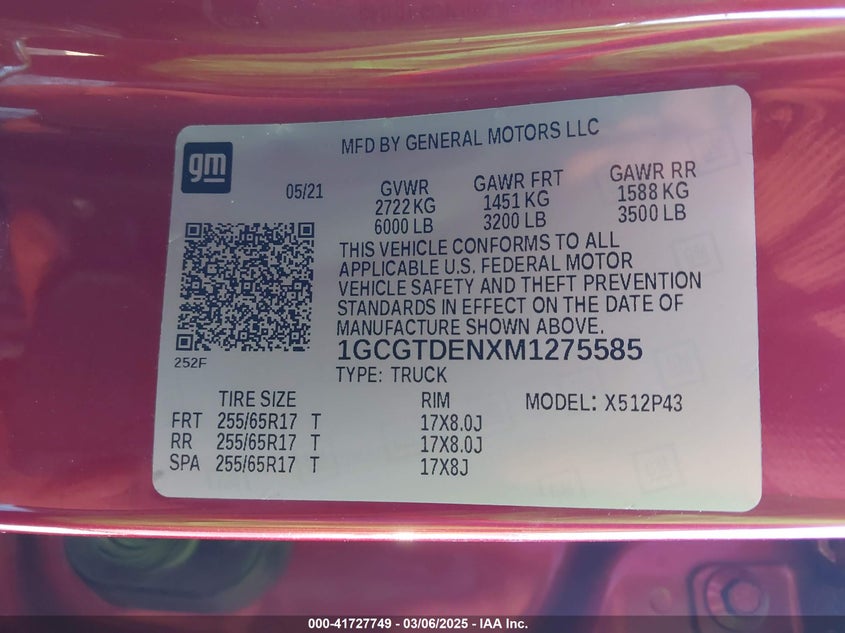 MFD BY GENERAL MOTORS LLC
gm
05/21 GVWR GAWR FRT GAWR RR
2722 KG 1451 KG 1588 KG
6000 LB 3200 LB 3500 LB
THIS VEHICLE CONFORMS TO ALL
APPLICABLE U.S. FEDERAL MOTOR
VEHICLE SAFETY AND THEFT PREVENTION
STANDARDS IN EFFECT ON THE DATE OF
MANUFACTURE SHOWN ABOVE.
252F
1GCGTDENXM1275585
TYPE: TRUCK
TIRE SIZE RIM MODEL: X512P43
FRT 255/65R17 T 17X8.0J
RR 255/65R17 T 17X8.0J
SPA 255/65R17 T 17X8J
000-41727749 - 03/06/2025 - IAA Inc.